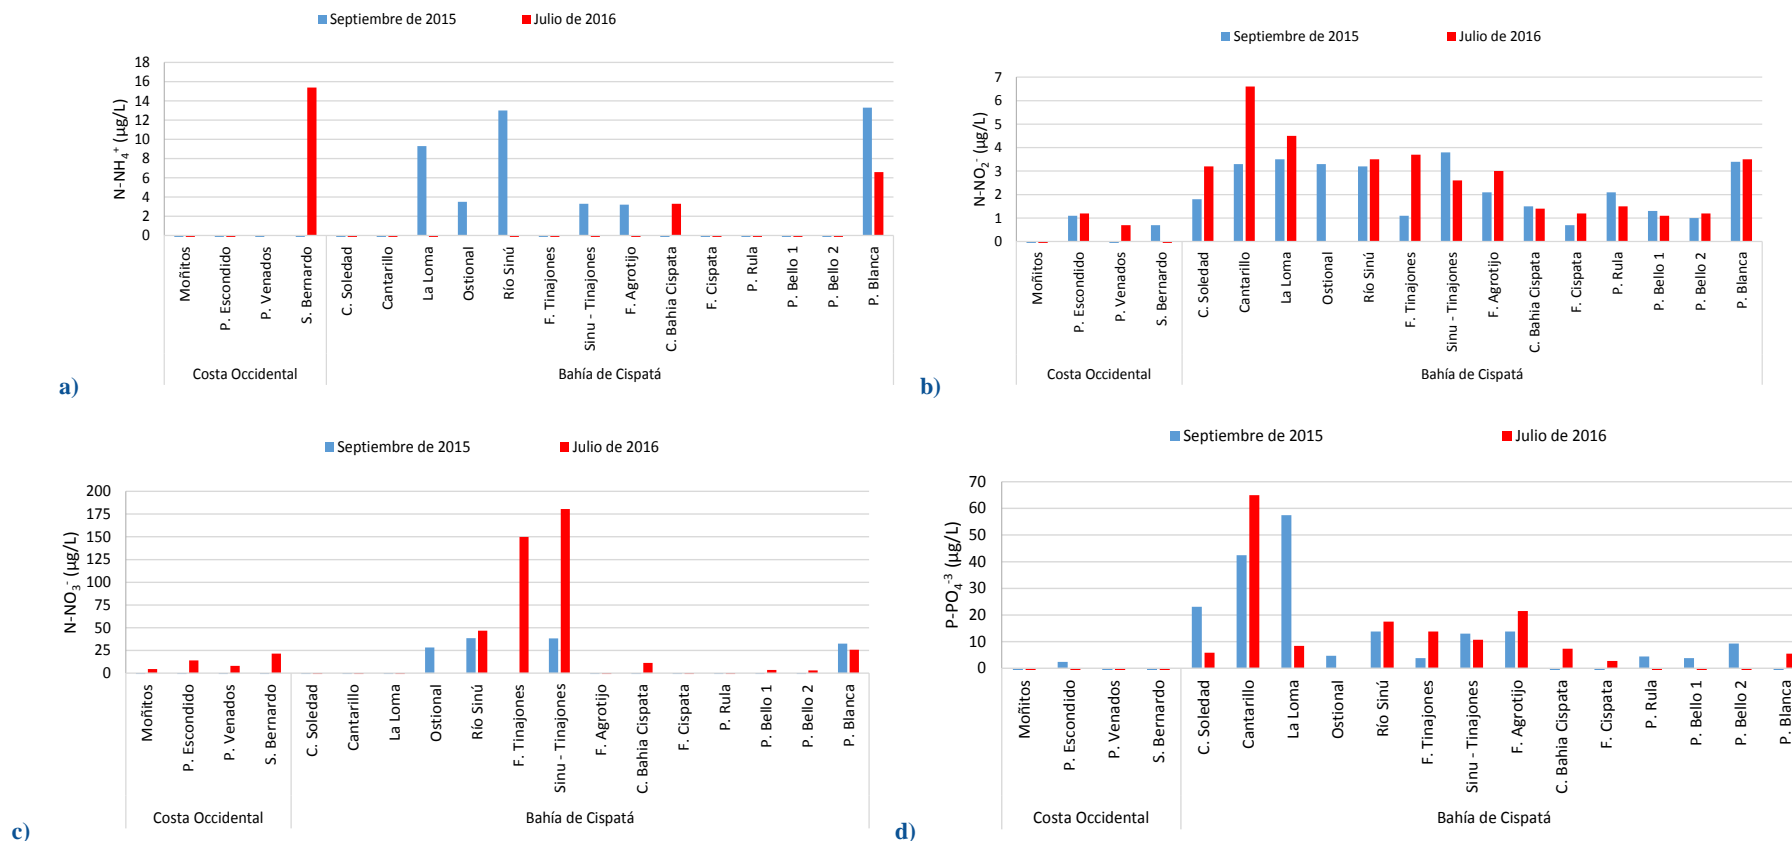 Septiembre de 2015 Julio de 2016
N-NH₄⁺ (µg/L)
18
16
14
12
10
8
6
4
2
0
Moñitos
P. Escondido
P. Venados
S. Bernardo
C. Soledad
Cantarillo
La Loma
Ostional
Río Sinú
F. Tinajones
Sinu - Tinajones
F. Agrotijo
C. Bahia Cispata
F. Cispata
P. Rula
P. Bello 1
P. Bello 2
P. Blanca
Costa Occidental Bahía de Cispatá
a)
Septiembre de 2015 Julio de 2016
N-NO₂⁻ (µg/L)
7
6
5
4
3
2
1
0
Moñitos
P. Escondido
P. Venados
S. Bernardo
C. Soledad
Cantarillo
La Loma
Ostional
Río Sinú
F. Tinajones
Sinu - Tinajones
F. Agrotijo
C. Bahia Cispata
F. Cispata
P. Rula
P. Bello 1
P. Bello 2
P. Blanca
Costa Occidental Bahía de Cispatá
b)
Septiembre de 2015 Julio de 2016
N-NO₃⁻ (µg/L)
200
175
150
125
100
75
50
25
0
Moñitos
P. Escondido
P. Venados
S. Bernardo
C. Soledad
Cantarillo
La Loma
Ostional
Río Sinú
F. Tinajones
Sinu - Tinajones
F. Agrotijo
C. Bahia Cispata
F. Cispata
P. Rula
P. Bello 1
P. Bello 2
P. Blanca
Costa Occidental Bahía de Cispatá
c)
Septiembre de 2015 Julio de 2016
P-PO₄⁻³ (µg/L)
70
60
50
40
30
20
10
0
Moñitos
P. Escondido
P. Venados
S. Bernardo
C. Soledad
Cantarillo
La Loma
Ostional
Río Sinú
F. Tinajones
Sinu - Tinajones
F. Agrotijo
C. Bahia Cispata
F. Cispata
P. Rula
P. Bello 1
P. Bello 2
P. Blanca
Costa Occidental Bahía de Cispatá
d)